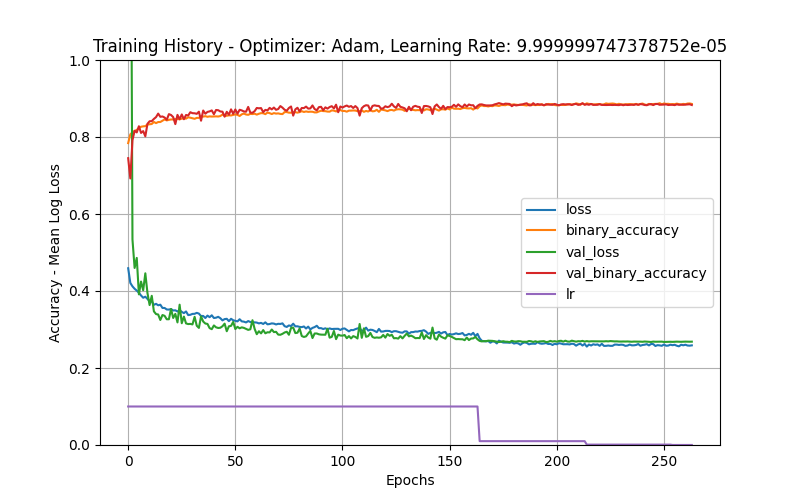 Training History - Optimizer: Adam, Learning Rate: 9.999999747378752e-05
1.0
0.8
0.6
0.4
0.2
0.0
Accuracy - Mean Log Loss
loss
binary_accuracy
val_loss
val_binary_accuracy
lr
0 50 100 150 200 250
Epochs